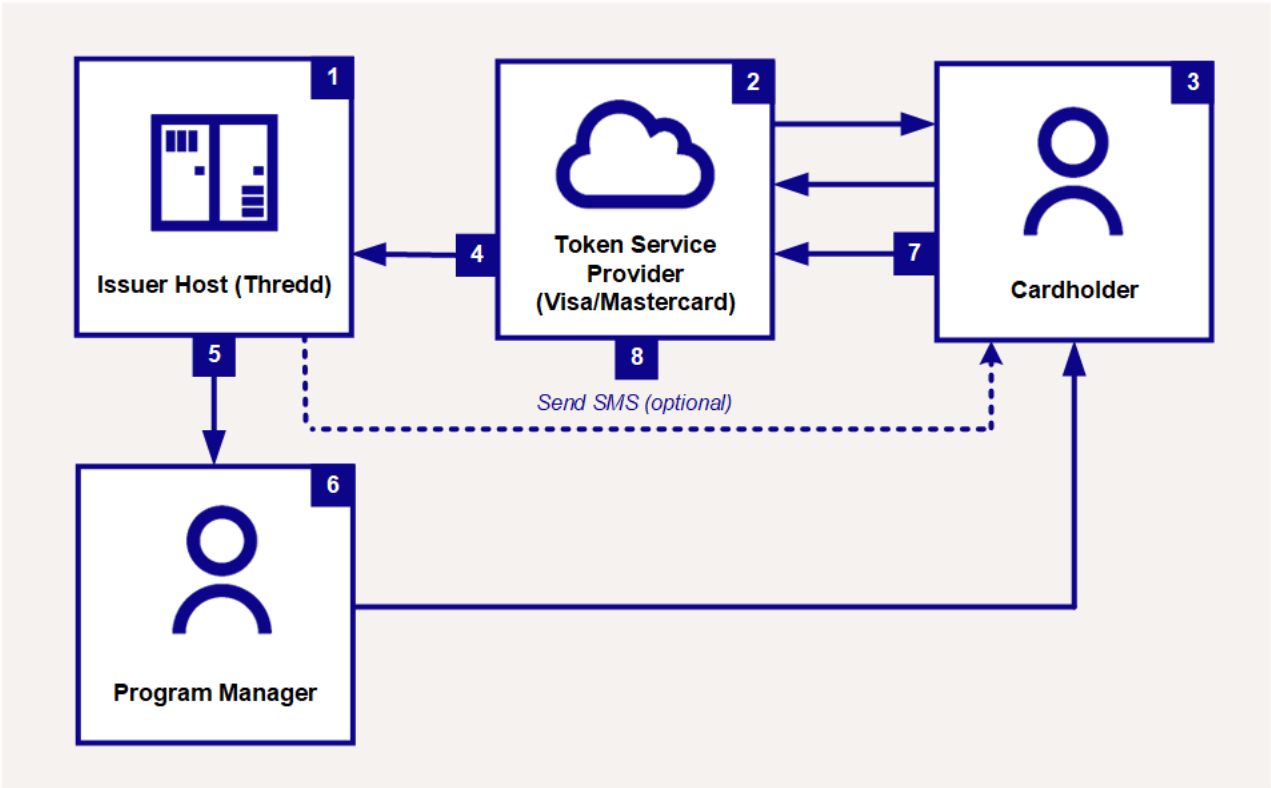 1
2
3
Token Service
Provider
(Visa/Mastercard)
4
7
Issuer Host (Thredd)
Cardholder
5
8
Send SMS (optional)
6
Program Manager